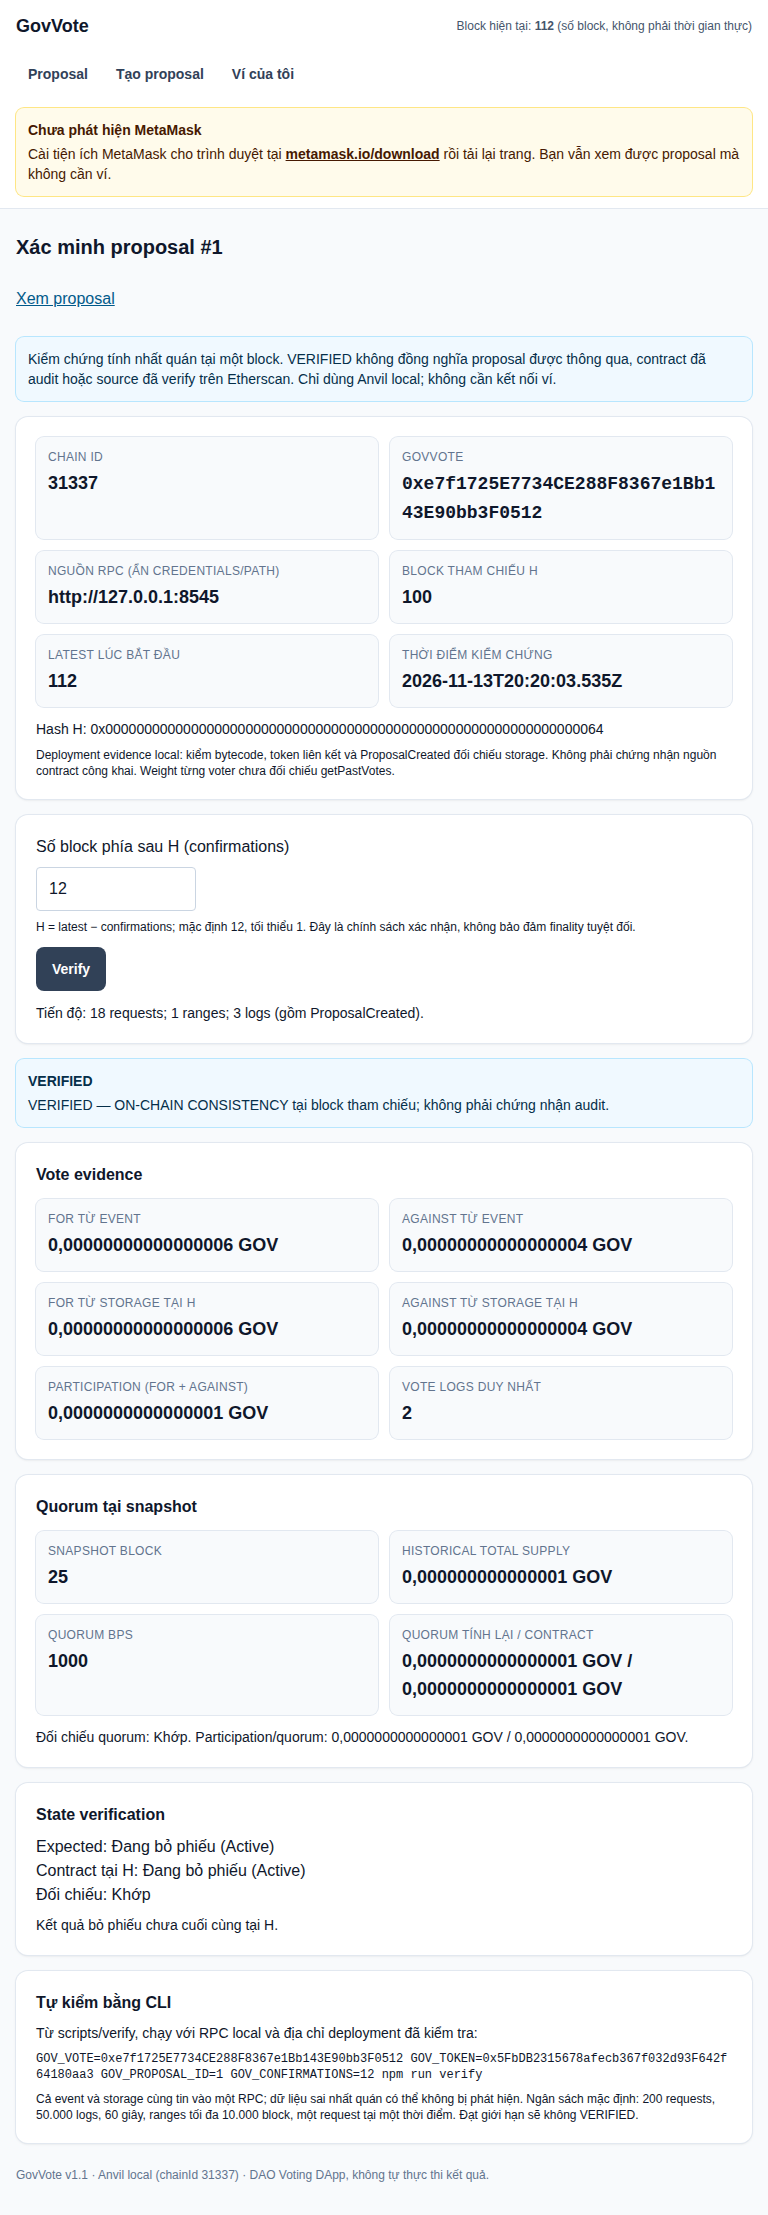 GovVote
Block hiện tại: 112 (số block, không phải thời gian thực)
Proposal
Tạo proposal
Ví của tôi
Chưa phát hiện MetaMask
Cài tiện ích MetaMask cho trình duyệt tại metamask.io/download rồi tải lại trang. Bạn vẫn xem được proposal mà
không cần ví.
Xác minh proposal #1
Xem proposal
Kiểm chứng tính nhất quán tại một block. VERIFIED không đồng nghĩa proposal được thông qua, contract đã
audit hoặc source đã verify trên Etherscan. Chỉ dùng Anvil local; không cần kết nối ví.
CHAIN ID
31337
GOVVOTE
0xe7f1725E7734CE288F8367e1Bb1
43E90bb3F0512
NGUỒN RPC (ẨN CREDENTIALS/PATH)
http://127.0.0.1:8545
BLOCK THAM CHIẾU H
100
LATEST LÚC BẮT ĐẦU
112
THỜI ĐIỂM KIỂM CHỨNG
2026-11-13T20:20:03.535Z
Hash H: 0x0000000000000000000000000000000000000000000000000000000000000064
Deployment evidence local: kiểm bytecode, token liên kết và ProposalCreated đối chiếu storage. Không phải chứng nhận nguồn
contract công khai. Weight từng voter chưa đối chiếu getPastVotes.
Số block phía sau H (confirmations)
12
H = latest − confirmations; mặc định 12, tối thiểu 1. Đây là chính sách xác nhận, không bảo đảm finality tuyệt đối.
Verify
Tiến độ: 18 requests; 1 ranges; 3 logs (gồm ProposalCreated).
VERIFIED
VERIFIED — ON-CHAIN CONSISTENCY tại block tham chiếu; không phải chứng nhận audit.
Vote evidence
FOR TỪ EVENT
0,00000000000000006 GOV
AGAINST TỪ EVENT
0,00000000000000004 GOV
FOR TỪ STORAGE TẠI H
0,00000000000000006 GOV
AGAINST TỪ STORAGE TẠI H
0,00000000000000004 GOV
PARTICIPATION (FOR + AGAINST)
0,0000000000000001 GOV
VOTE LOGS DUY NHẤT
2
Quorum tại snapshot
SNAPSHOT BLOCK
25
HISTORICAL TOTAL SUPPLY
0,000000000000001 GOV
QUORUM BPS
1000
QUORUM TÍNH LẠI / CONTRACT
0,0000000000000001 GOV /
0,0000000000000001 GOV
Đối chiếu quorum: Khớp. Participation/quorum: 0,0000000000000001 GOV / 0,0000000000000001 GOV.
State verification
Expected: Đang bỏ phiếu (Active)
Contract tại H: Đang bỏ phiếu (Active)
Đối chiếu: Khớp
Kết quả bỏ phiếu chưa cuối cùng tại H.
Tự kiểm bằng CLI
Từ scripts/verify, chạy với RPC local và địa chỉ deployment đã kiểm tra:
GOV_VOTE=0xe7f1725E7734CE288F8367e1Bb143E90bb3F0512 GOV_TOKEN=0x5FbDB2315678afecb367f032d93F642f
64180aa3 GOV_PROPOSAL_ID=1 GOV_CONFIRMATIONS=12 npm run verify
Cả event và storage cùng tin vào một RPC; dữ liệu sai nhất quán có thể không bị phát hiện. Ngân sách mặc định: 200 requests,
50.000 logs, 60 giây, ranges tối đa 10.000 block, một request tại một thời điểm. Đạt giới hạn sẽ không VERIFIED.
GovVote v1.1 · Anvil local (chainId 31337) · DAO Voting DApp, không tự thực thi kết quả.